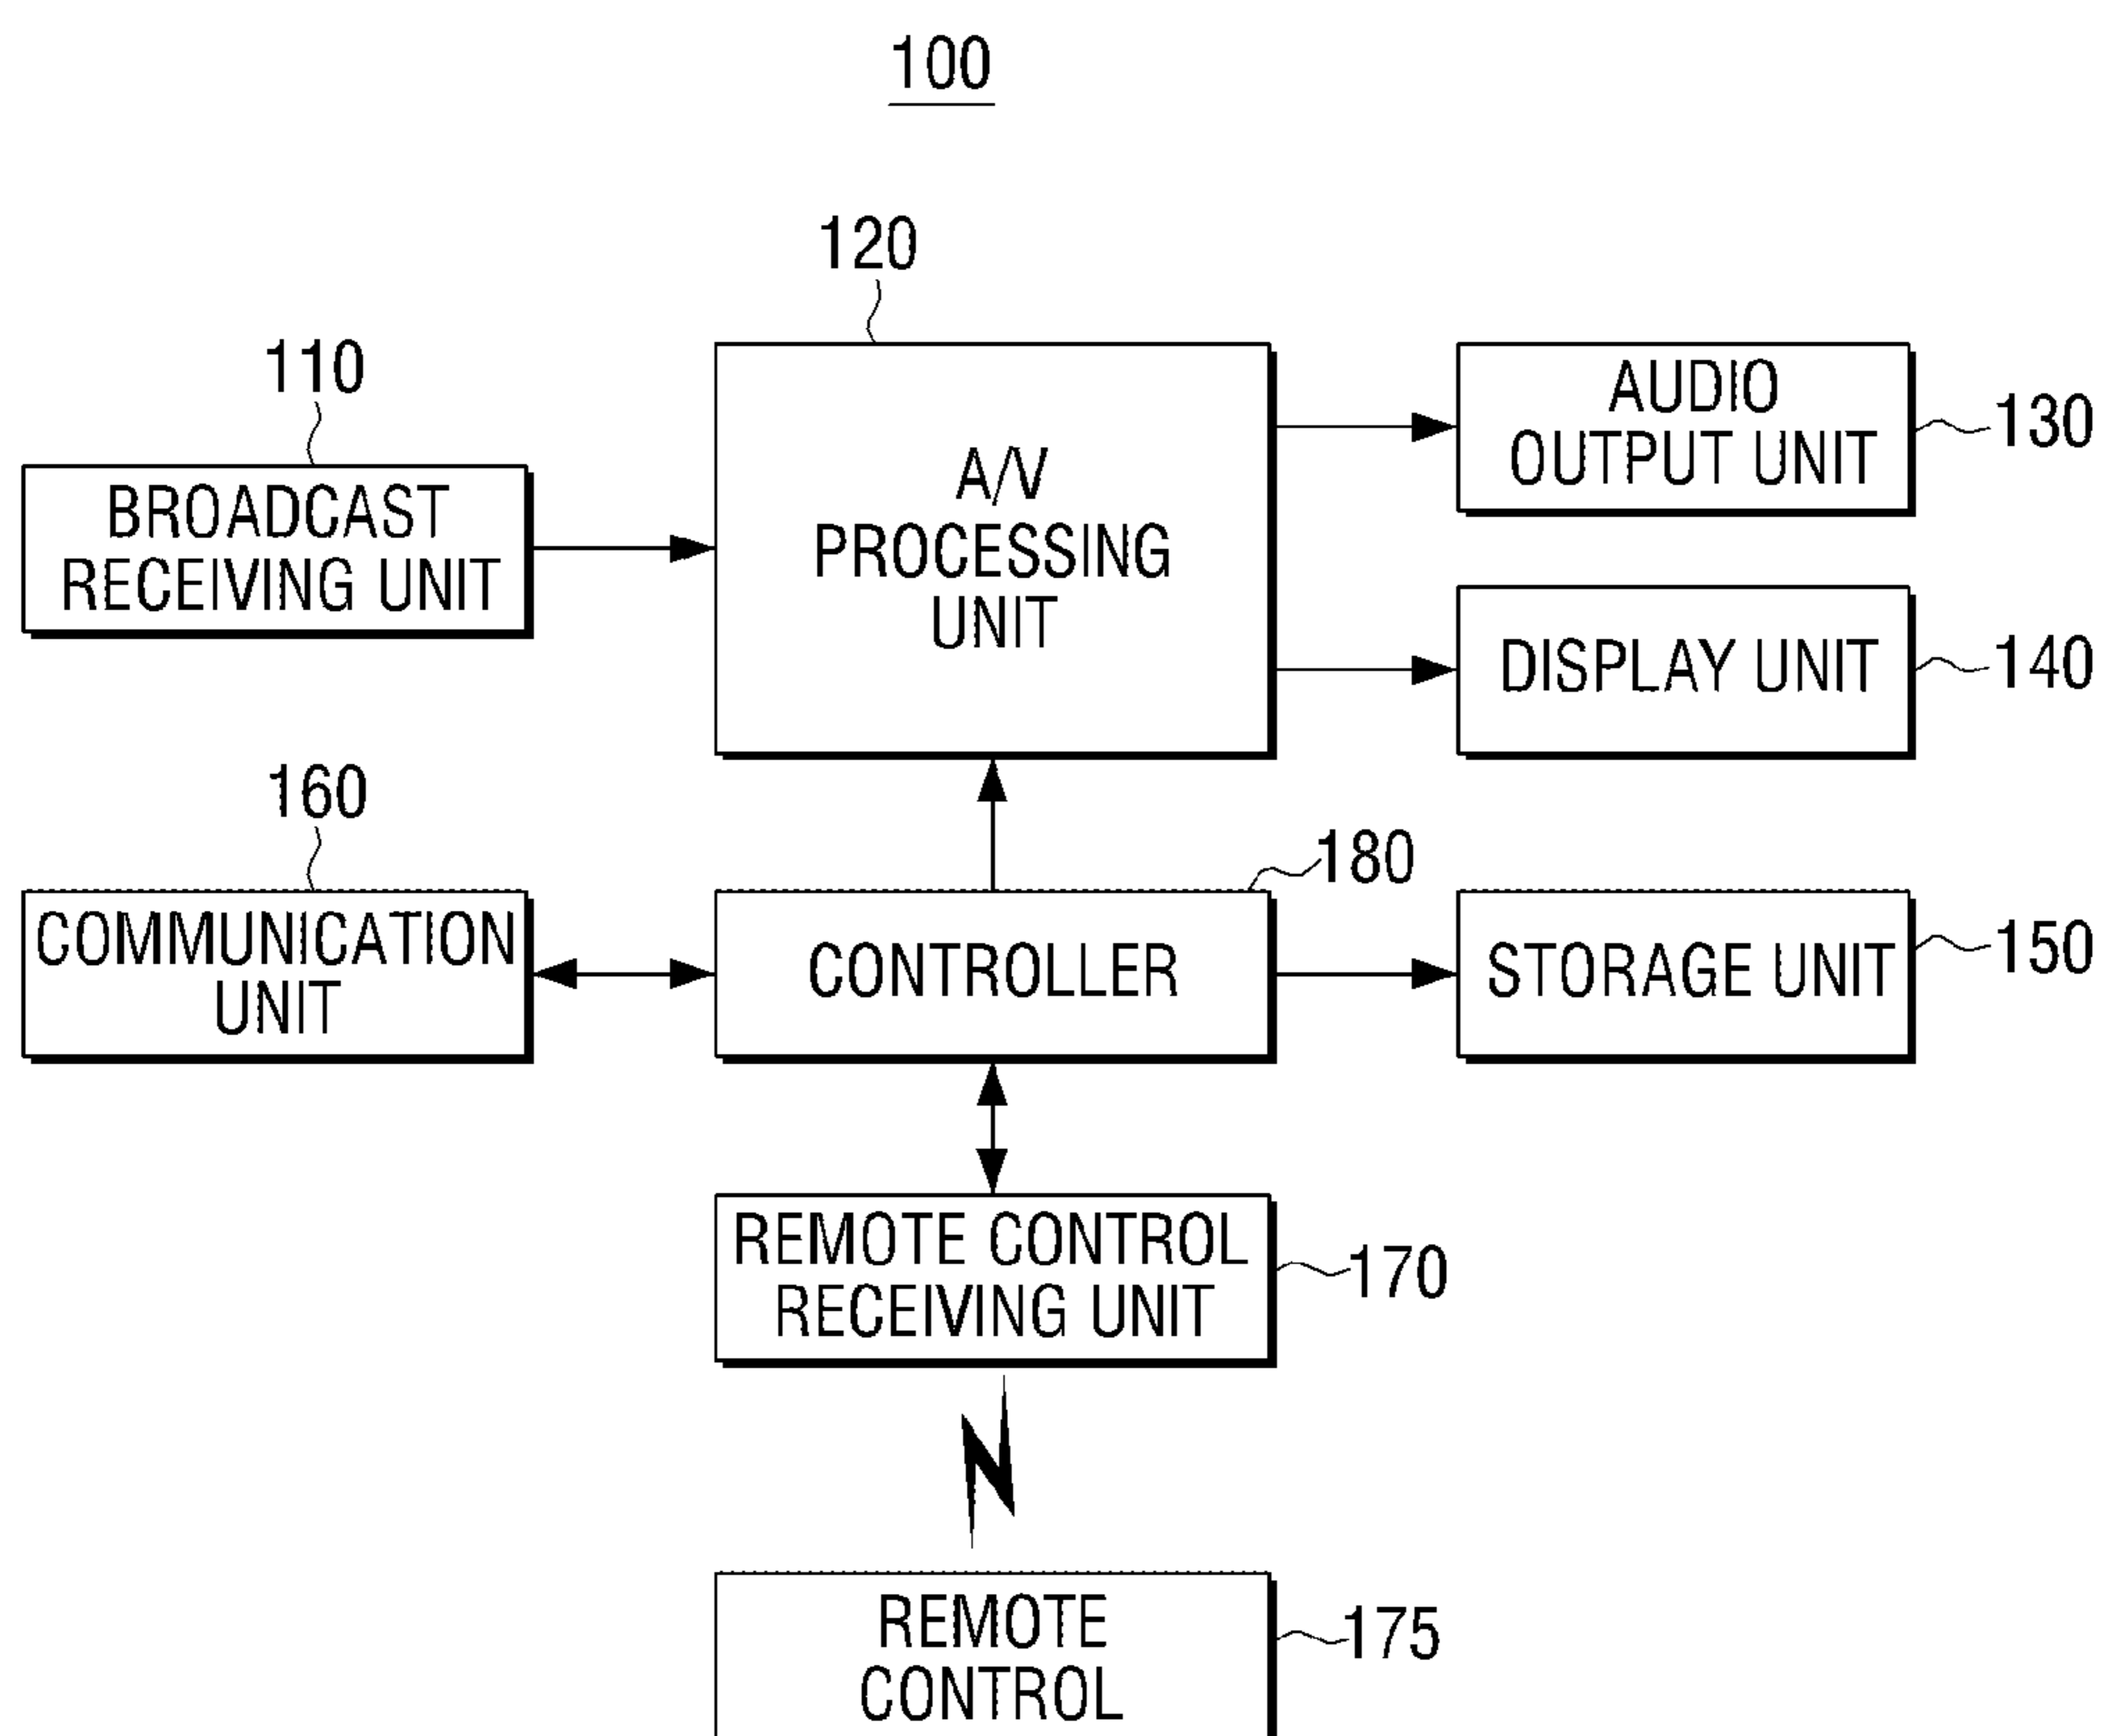 100
120
110
BROADCAST
RECEIVING UNIT
A/V
PROCESSING
UNIT
AUDIO
OUTPUT UNIT
130
DISPLAY UNIT
140
160
COMMUNICATION
UNIT
180
CONTROLLER
STORAGE UNIT
150
REMOTE CONTROL
RECEIVING UNIT
170
REMOTE
CONTROL
175